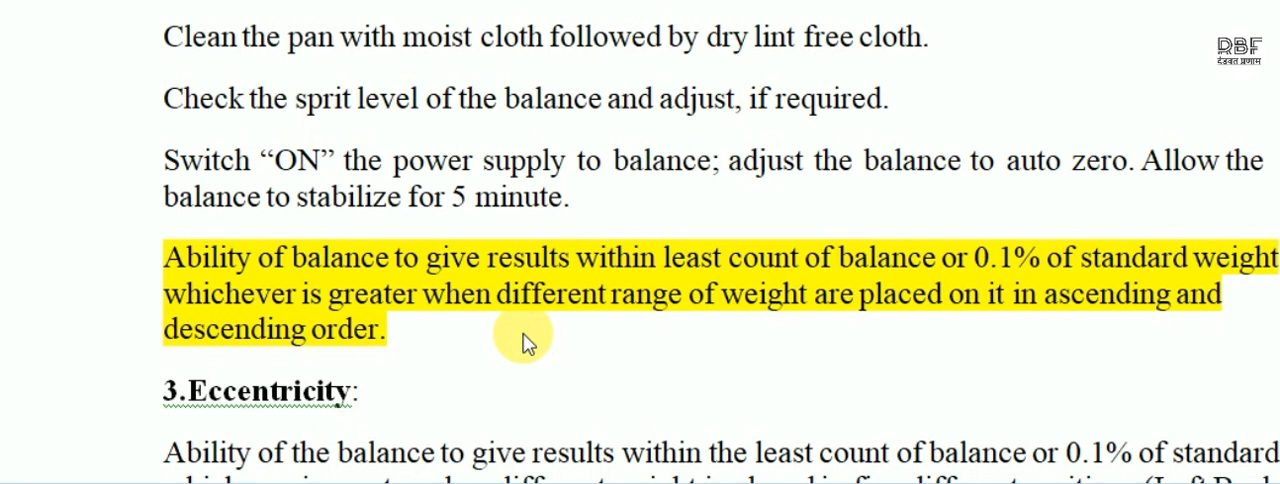 Clean the pan with moist cloth followed by dry lint free cloth.
RBF
दंडवत प्रणाम
Check the sprit level of the balance and adjust, if required.
Switch “ON” the power supply to balance; adjust the balance to auto zero. Allow the
balance to stabilize for 5 minute.
Ability of balance to give results within least count of balance or 0.1% of standard weight
whichever is greater when different range of weight are placed on it in ascending and
descending order.
3.Eccentricity:
Ability of the balance to give results within the least count of balance or 0.1% of standard